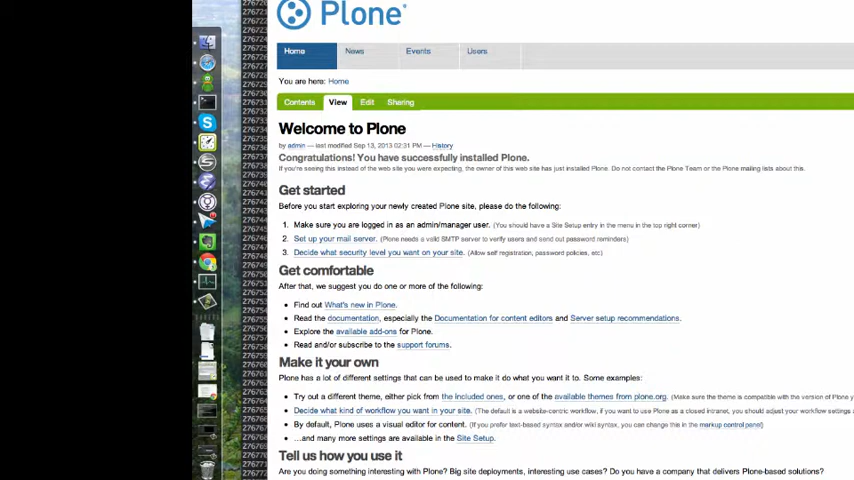 Plone®
Home News Events Users
You are here: Home
Contents View Edit Sharing
Welcome to Plone
by admin — last modified Sep 13, 2013 02:31 PM — History
Congratulations! You have successfully installed Plone.
If you're seeing this instead of the web site you were expecting, the owner of this web site has just installed Plone. Do not contact the Plone Team or the Plone mailing lists about this.
Get started
Before you start exploring your newly created Plone site, please do the following:
1. Make sure you are logged in as an admin/manager user. (You should have a Site Setup entry in the menu in the top right corner)
2. Set up your mail server. (Plone needs a valid SMTP server to verify users and send out password reminders)
3. Decide what security level you want on your site. (Allow self registration, password policies, etc)
Get comfortable
After that, we suggest you do one or more of the following:
Find out What's new in Plone.
Read the documentation, especially the Documentation for content editors and Server setup recommendations.
Explore the available add-ons for Plone.
Read and/or subscribe to the support forums.
Make it your own
Plone has a lot of different settings that can be used to make it do what you want it to. Some examples:
Try out a different theme, either pick from the included ones, or one of the available themes from plone.org. (Make sure the theme is compatible with the version of Plone y
Decide what kind of workflow you want in your site. (The default is a website-centric workflow, if you want to use Plone as a closed intranet, you should adjust your workflow settings a
By default, Plone uses a visual editor for content. (If you prefer text-based syntax and/or wiki syntax, you can change this in the markup control panel)
…and many more settings are available in the Site Setup.
Tell us how you use it
Are you doing something interesting with Plone? Big site deployments, interesting use cases? Do you have a company that delivers Plone-based solutions?